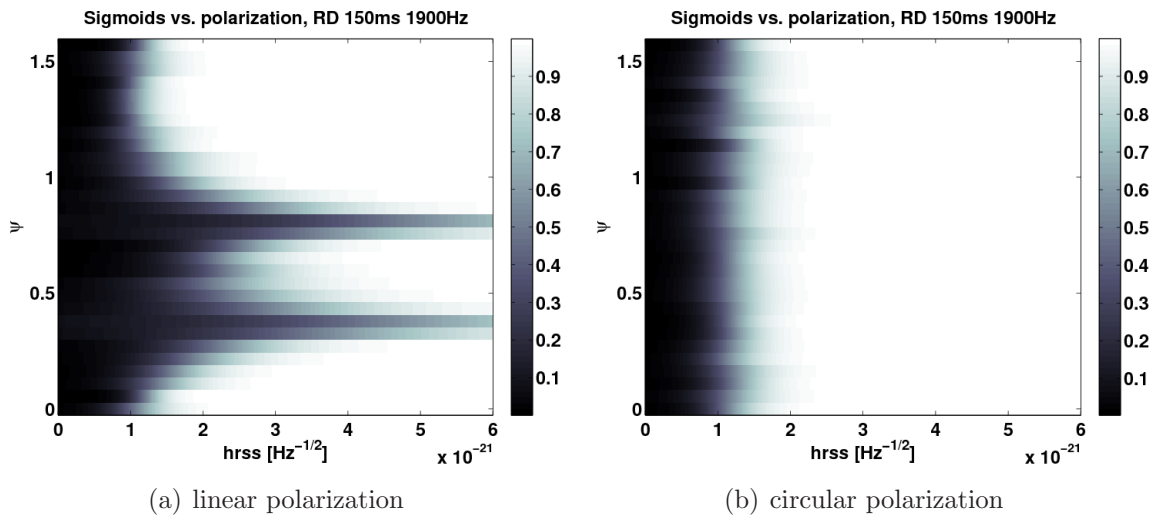 Sigmoids vs. polarization, RD 150ms 1900Hz
1.5
1
0.5
0
ψ
0 1 2 3 4 5 6
hrss [Hz−1/2]
x 10−21
0.9
0.8
0.7
0.6
0.5
0.4
0.3
0.2
0.1
(a) linear polarization
Sigmoids vs. polarization, RD 150ms 1900Hz
1.5
1
0.5
0
ψ
0 1 2 3 4 5 6
hrss [Hz−1/2]
x 10−21
0.9
0.8
0.7
0.6
0.5
0.4
0.3
0.2
0.1
(b) circular polarization